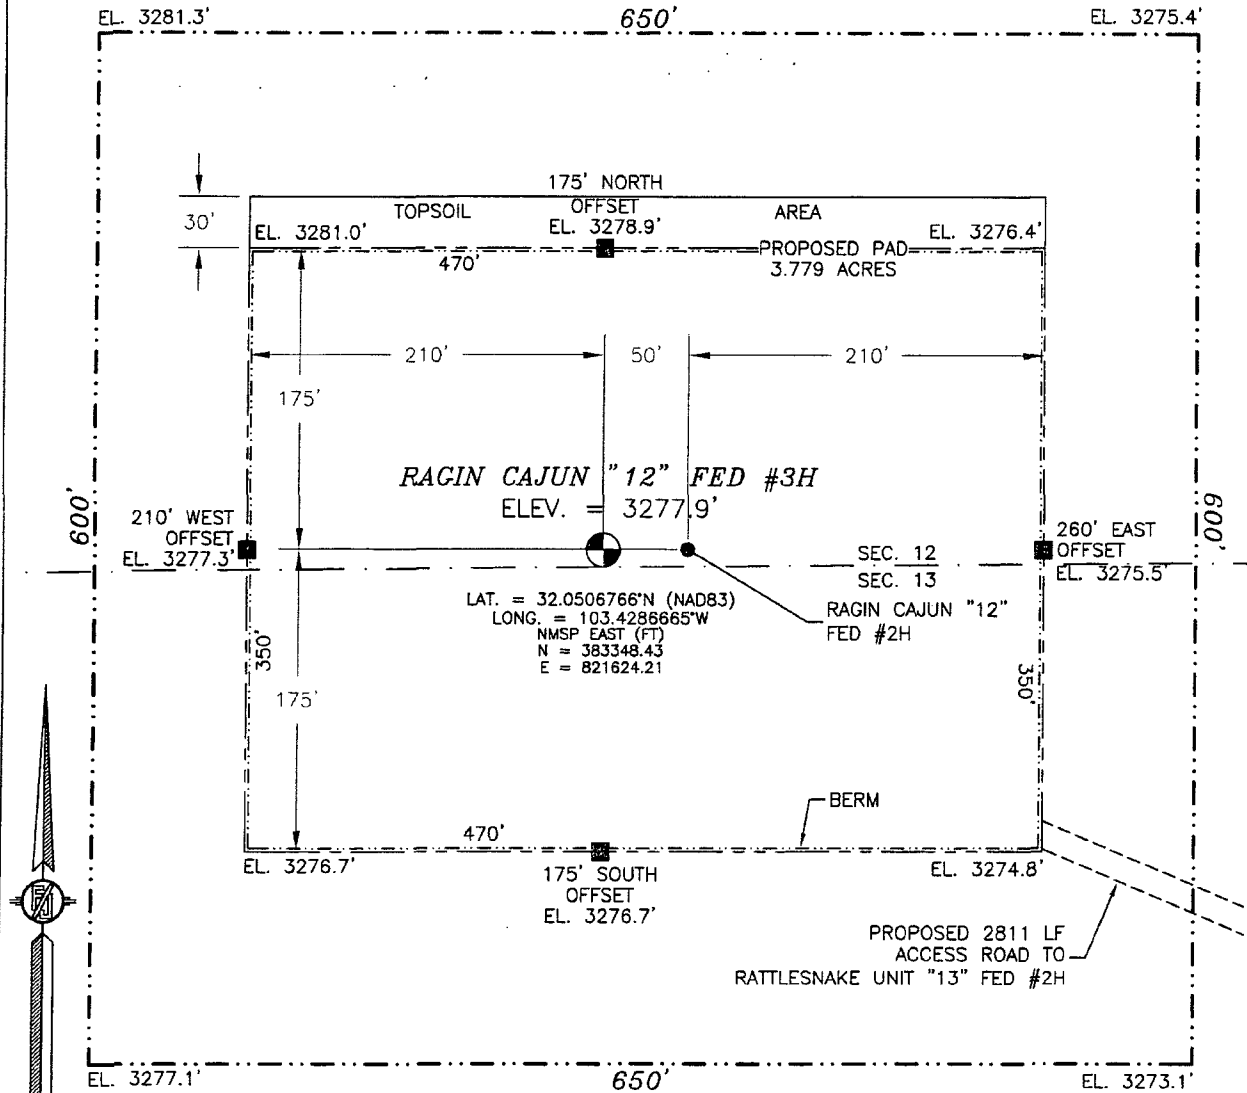 EL. 3281.3'
650'
EL. 3275.4'
175' NORTH
OFFSET
EL. 3278.9'
30'
TOPSOIL
AREA
EL. 3281.0'
EL. 3276.4'
470'
PROPOSED PAD
3.779 ACRES
210'
50'
210'
175'
RAGIN CAJUN "12" FED #3H
ELEV. = 3277.9'
600'
600'
210' WEST
OFFSET
EL. 3277.3'
260' EAST
OFFSET
EL. 3275.5'
SEC. 12
SEC. 13
LAT. = 32.0506766°N (NAD83)
LONG. = 103.4286665°W
NMSP EAST (FT)
N = 383348.43
E = 821624.21
RAGIN CAJUN "12"
FED #2H
350'
350'
175'
BERM
470'
EL. 3276.7'
175' SOUTH
OFFSET
EL. 3276.7'
EL. 3274.8'
PROPOSED 2811 LF
ACCESS ROAD TO
RATTLESNAKE UNIT "13" FED #2H
EL. 3277.1'
650'
EL. 3273.1'